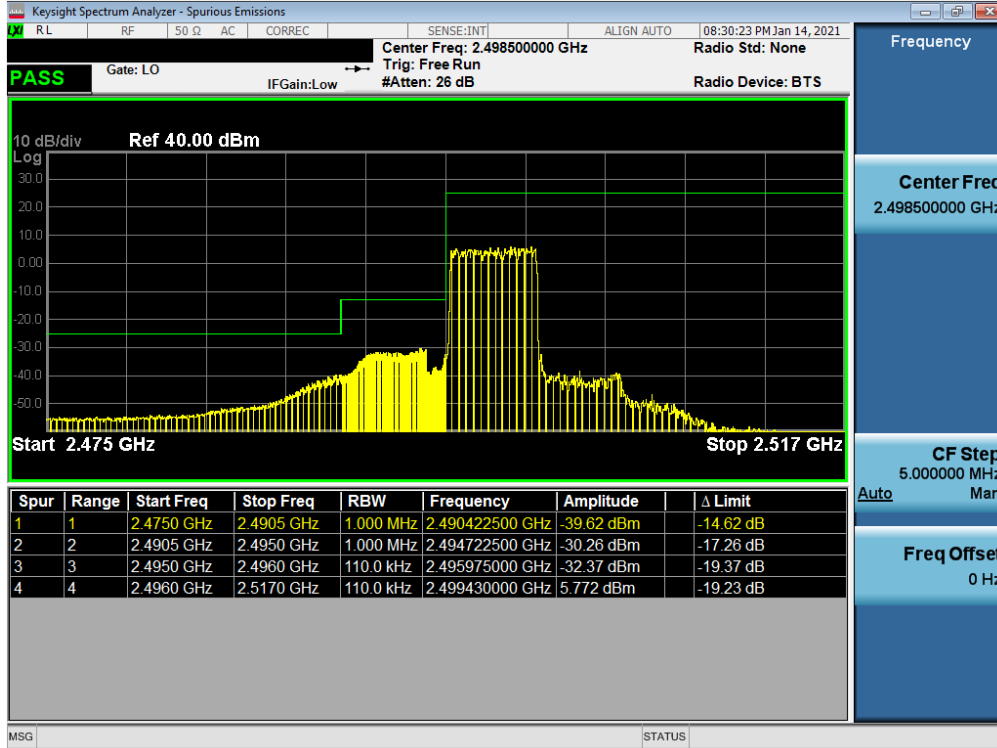 Keysight Spectrum Analyzer - Spurious Emissions
LXI RL RF 50 Ω AC CORREC SENSE:INT ALIGN AUTO 08:30:23 PM Jan 14, 2021
Center Freq: 2.498500000 GHz Radio Std: None
Gate: LO Trig: Free Run
PASS IFGain:Low #Atten: 26 dB Radio Device: BTS
10 dB/div Ref 40.00 dBm
Log
30.0
20.0
10.0
0.00
-10.0
-20.0
-30.0
-40.0
-50.0
Start 2.475 GHz Stop 2.517 GHz
Spur Range Start Freq Stop Freq RBW Frequency Amplitude Δ Limit
1 1 2.4750 GHz 2.4905 GHz 1.000 MHz 2.490422500 GHz -39.62 dBm -14.62 dB
2 2 2.4905 GHz 2.4950 GHz 1.000 MHz 2.494722500 GHz -30.26 dBm -17.26 dB
3 3 2.4950 GHz 2.4960 GHz 110.0 kHz 2.495975000 GHz -32.37 dBm -19.37 dB
4 4 2.4960 GHz 2.5170 GHz 110.0 kHz 2.499430000 GHz 5.772 dBm -19.23 dB
MSG STATUS
Frequency
Center Freq
2.498500000 GHz
CF Step
5.000000 MHz
Auto Man
Freq Offset
0 Hz